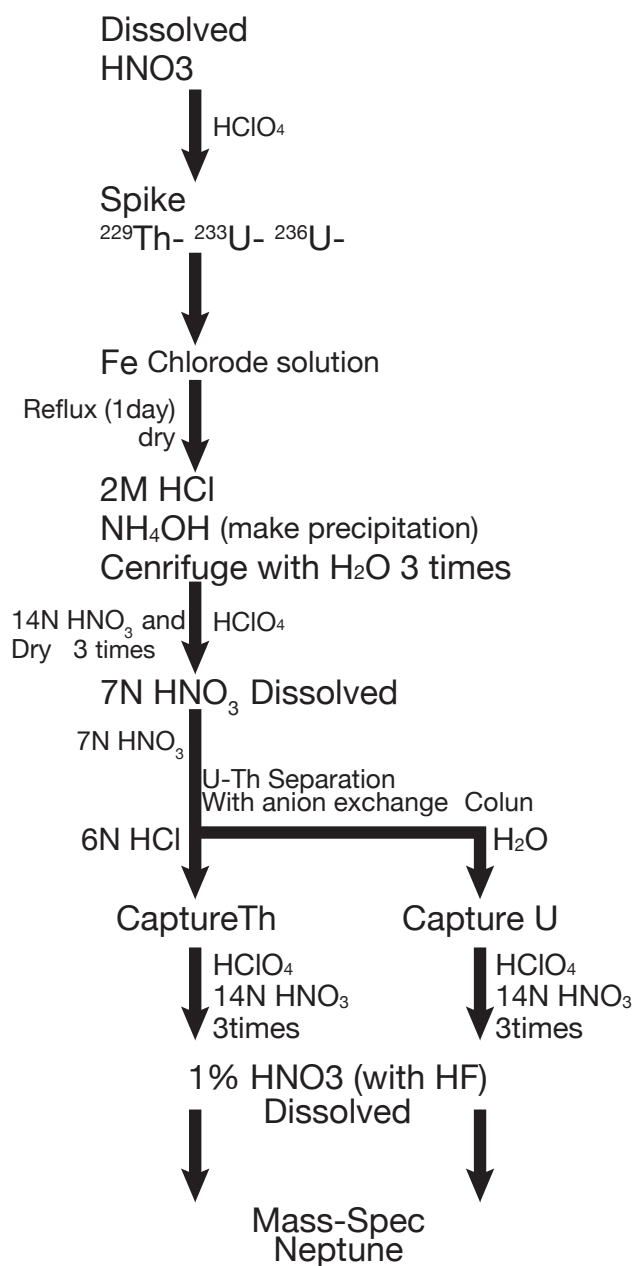 Dissolved
HNO3
HClO₄
Spike
²²⁹Th- ²³³U- ²³⁶U-
Fe Chlorode solution
Reflux (1day)
dry
2M HCl
NH₄OH (make precipitation)
Cenrifuge with H₂O 3 times
14N HNO₃ and
Dry 3 times
HClO₄
7N HNO₃ Dissolved
7N HNO₃
U-Th Separation
With anion exchange Colun
6N HCl
H₂O
CaptureTh
Capture U
HClO₄
14N HNO₃
3times
HClO₄
14N HNO₃
3times
1% HNO3 (with HF)
Dissolved
Mass-Spec
Neptune